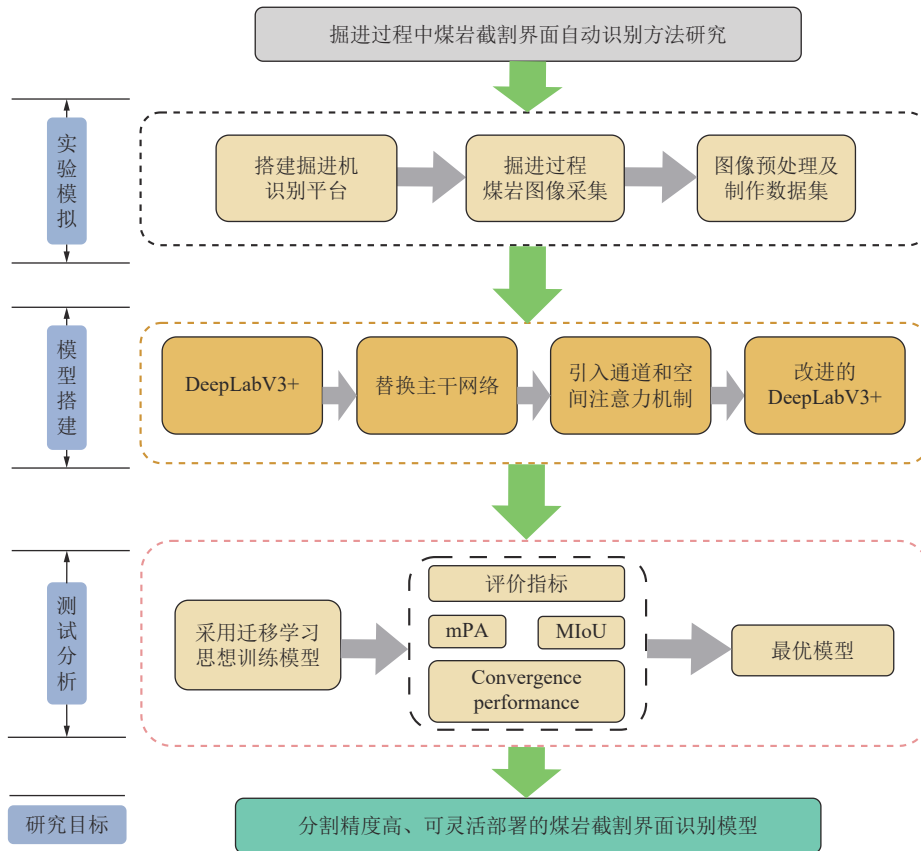 掘进过程中煤岩截割界面自动识别方法研究
实验模拟
搭建掘进机
识别平台
掘进过程
煤岩图像采集
图像预处理及
制作数据集
模型搭建
DeepLabV3+
替换主干网络
引入通道和空
间注意力机制
改进的
DeepLabV3+
测试分析
采用迁移学习
思想训练模型
评价指标
mPA
MIoU
Convergence
performance
最优模型
研究目标
分割精度高、可灵活部署的煤岩截割界面识别模型